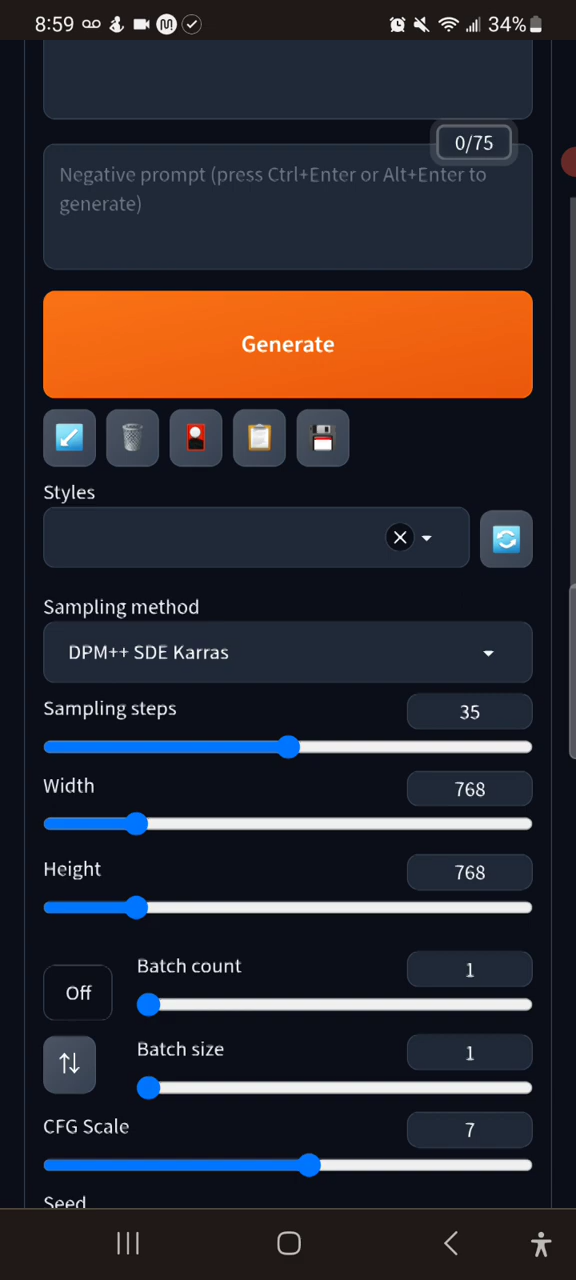 8:59
34%
0/75
Negative prompt (press Ctrl+Enter or Alt+Enter to
generate)
Generate
Styles
Sampling method
DPM++ SDE Karras
Sampling steps
35
Width
768
Height
768
Batch count
1
Off
Batch size
1
CFG Scale
7
Seed